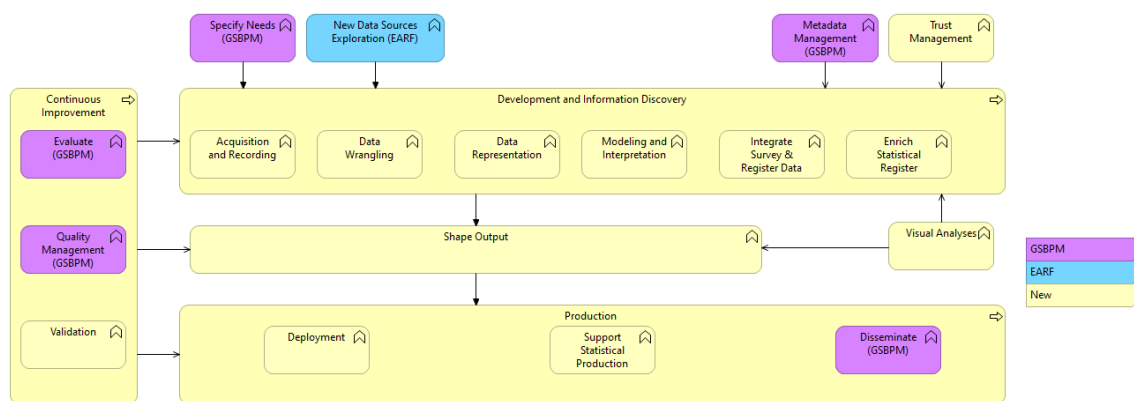 Specify Needs
(GSBPM)
New Data Sources
Exploration (EARF)
Metadata
Management
(GSBPM)
Trust
Management
Continuous
Improvement
Evaluate
(GSBPM)
Quality
Management
(GSBPM)
Validation
Development and Information Discovery
Acquisition
and Recording
Data
Wrangling
Data
Representation
Modeling and
Interpretation
Integrate
Survey &
Register Data
Enrich
Statistical
Register
Shape Output
Visual Analyses
Production
Deployment
Support
Statistical
Production
Disseminate
(GSBPM)
GSBPM
EARF
New